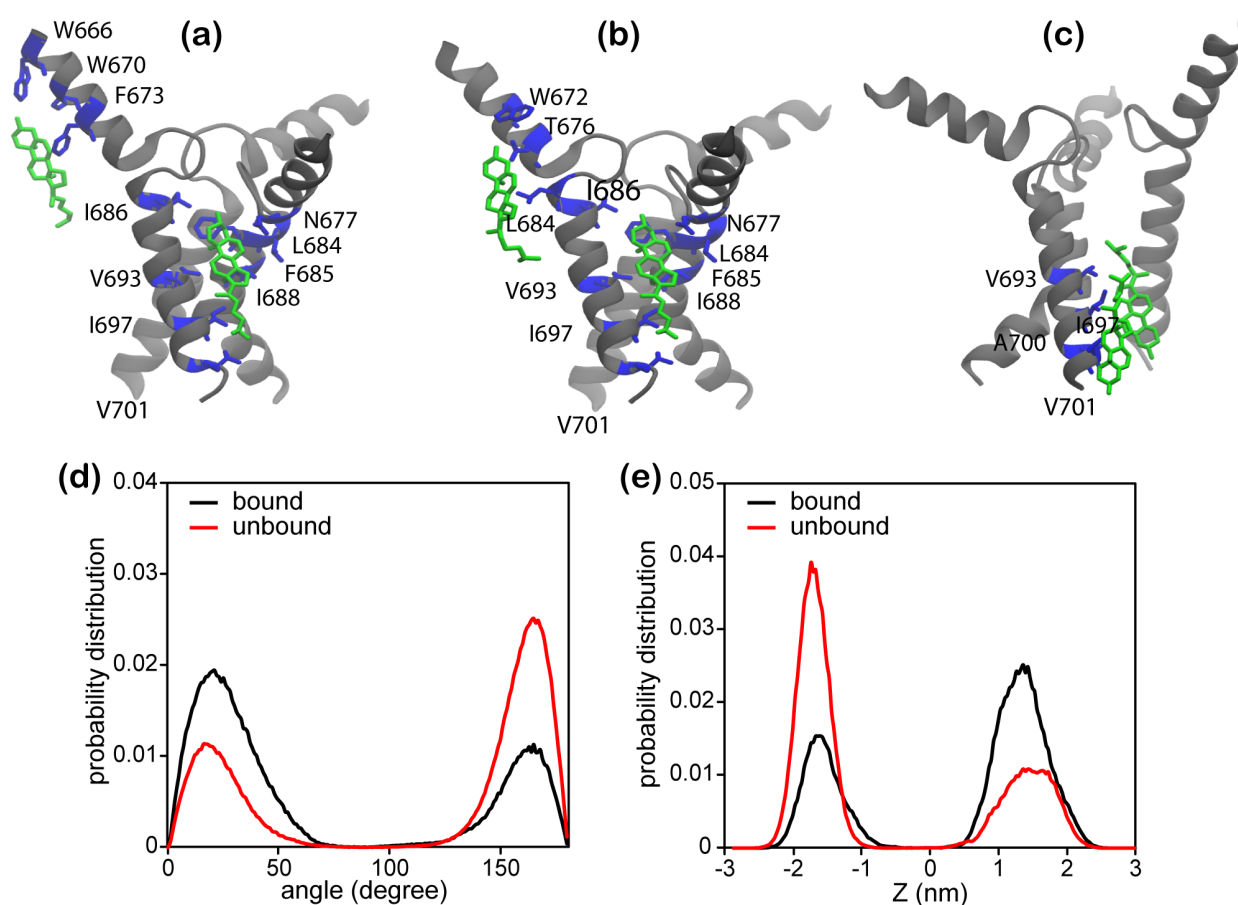 (a)
W666
W670
F673
I686
N677
L684
F685
V693
I688
I697
V701
(b)
W672
T676
I686
L684
N677
L684
F685
V693
I688
I697
V701
(c)
V693
I697
A700
V701
(d)
0.04
bound
unbound
0.03
0.02
0.01
0
probability distribution
0 50 100 150
angle (degree)
(e)
0.05
bound
unbound
0.04
0.03
0.02
0.01
0
probability distribution
-3 -2 -1 0 1 2 3
Z (nm)